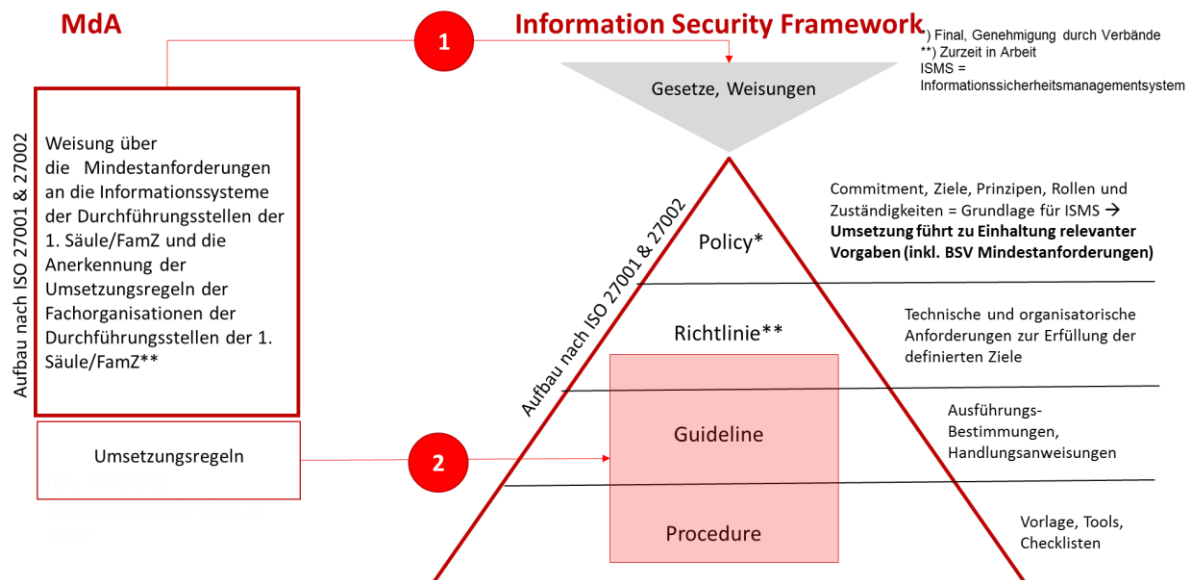 MdA
Information Security Framework
*) Final, Genehmigung durch Verbände
**) Zurzeit in Arbeit
ISMS =
Informationssicherheitsmanagementsystem
1
Gesetze, Weisungen
Aufbau nach ISO 27001 & 27002
Weisung über
die Mindestanforderungen
an die Informationssysteme
der Durchführungsstellen der
1. Säule/FamZ und die
Anerkennung der
Umsetzungsregeln der
Fachorganisationen der
Durchführungsstellen der 1.
Säule/FamZ**
Umsetzungsregeln
2
Aufbau nach ISO 27001 & 27002
Policy*
Commitment, Ziele, Prinzipen, Rollen und
Zuständigkeiten = Grundlage für ISMS →
Umsetzung führt zu Einhaltung relevanter
Vorgaben (inkl. BSV Mindestanforderungen)
Richtlinie**
Technische und organisatorische
Anforderungen zur Erfüllung der
definierten Ziele
Guideline
Ausführungs-
Bestimmungen,
Handlungsanweisungen
Procedure
Vorlage, Tools,
Checklisten